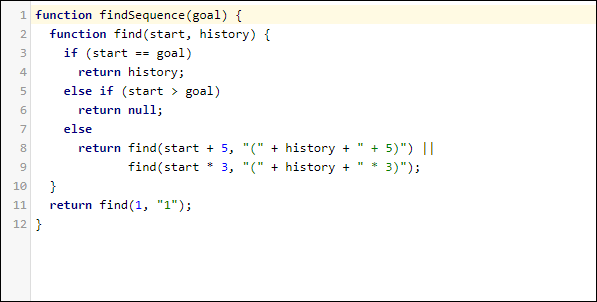 1 function findSequence(goal) {
2   function find(start, history) {
3     if (start == goal)
4       return history;
5     else if (start > goal)
6       return null;
7     else
8       return find(start + 5, "(" + history + " + 5)") ||
9              find(start * 3, "(" + history + " * 3)");
10   }
11   return find(1, "1");
12 }